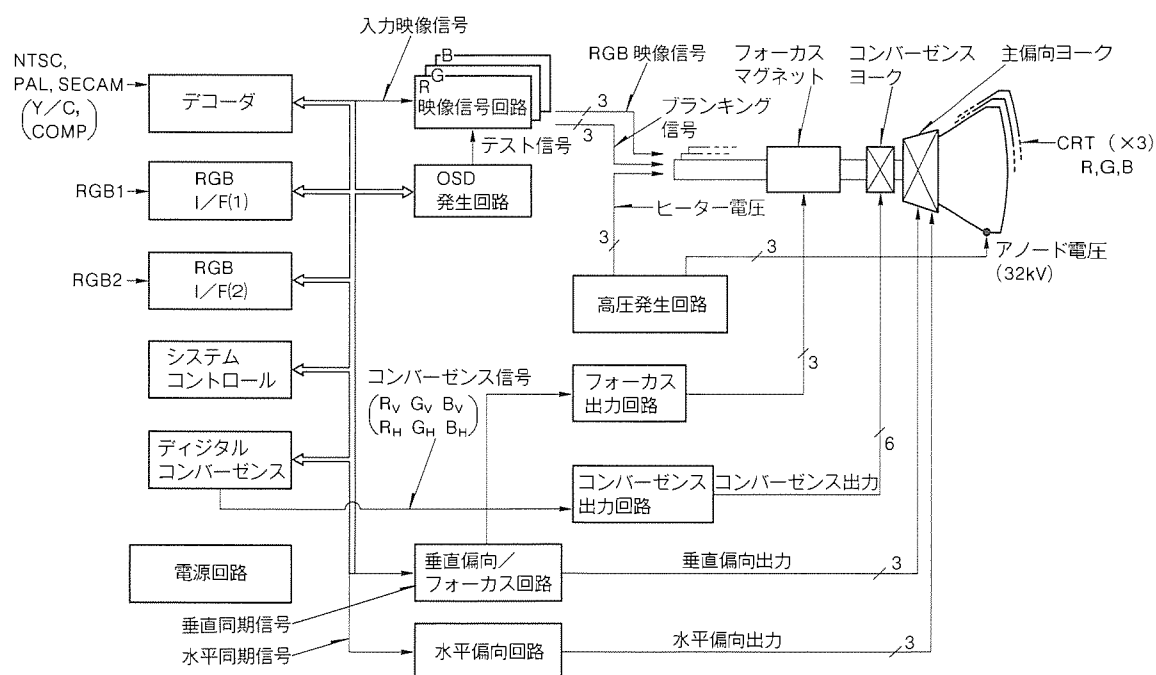 入力映像信号
NTSC,
PAL, SECAM
(Y/C,
COMP)
デコーダ
B
G
R
映像信号回路
テスト信号
RGB 映像信号
ブランキング
信号
フォーカス
マグネット
コンバーゼンス
ヨーク
主偏向ヨーク
CRT (×3)
R,G,B
3
3
RGB1
RGB
I/F(1)
OSD
発生回路
ヒーター電圧
3
3
アノード電圧
(32kV)
RGB2
RGB
I/F(2)
高圧発生回路
システム
コントロール
コンバーゼンス信号
(RV GV BV
RH GH BH)
フォーカス
出力回路
3
ディジタル
コンバーゼンス
コンバーゼンス
出力回路
コンバーゼンス出力
6
電源回路
垂直偏向/
フォーカス回路
垂直偏向出力
3
垂直同期信号
水平同期信号
水平偏向回路
水平偏向出力
3